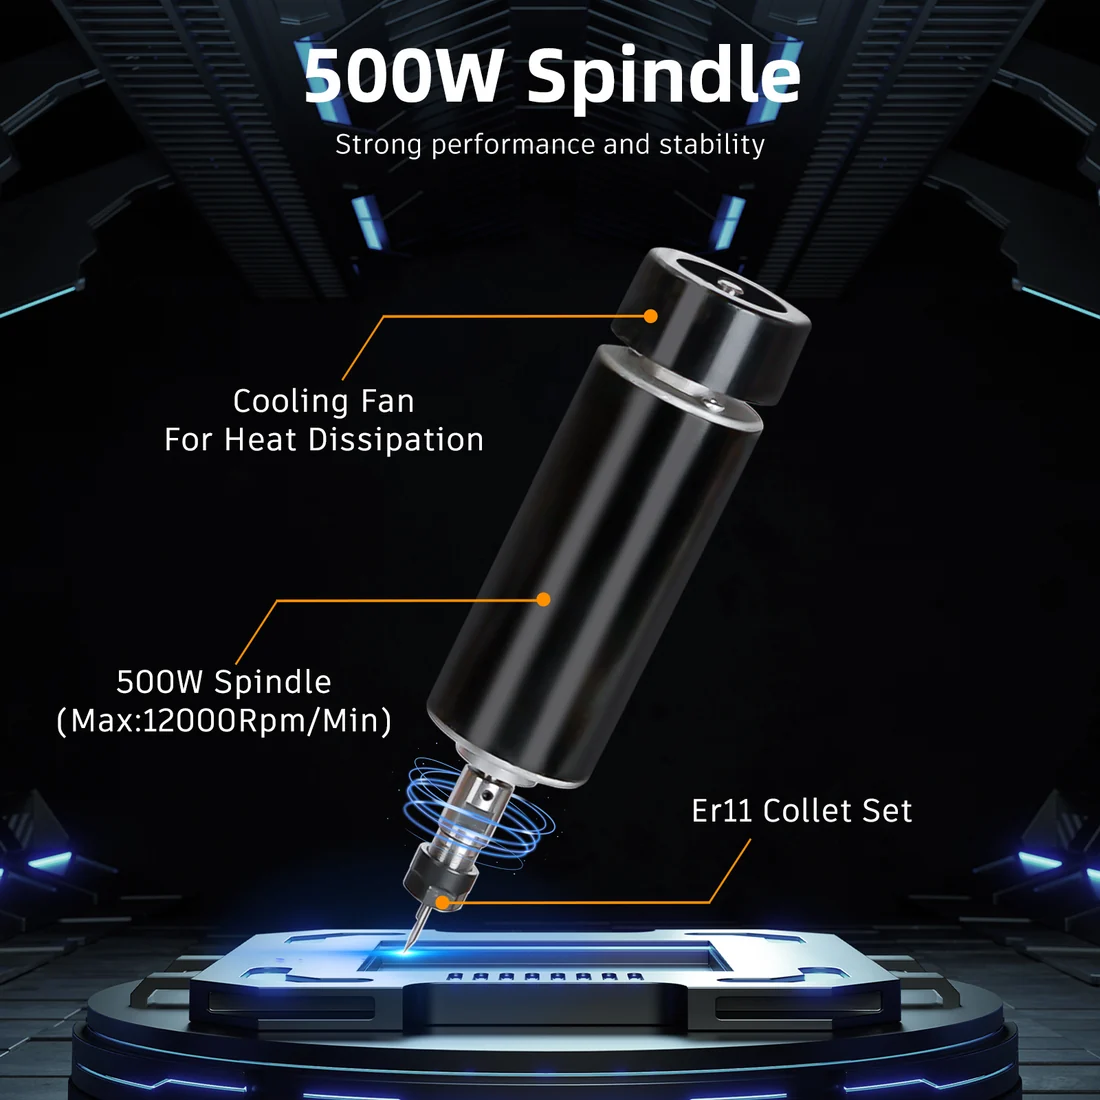 500W Spindle
Strong performance and stability
Cooling Fan
For Heat Dissipation
500W Spindle
(Max:12000Rpm/Min)
Er11 Collet Set